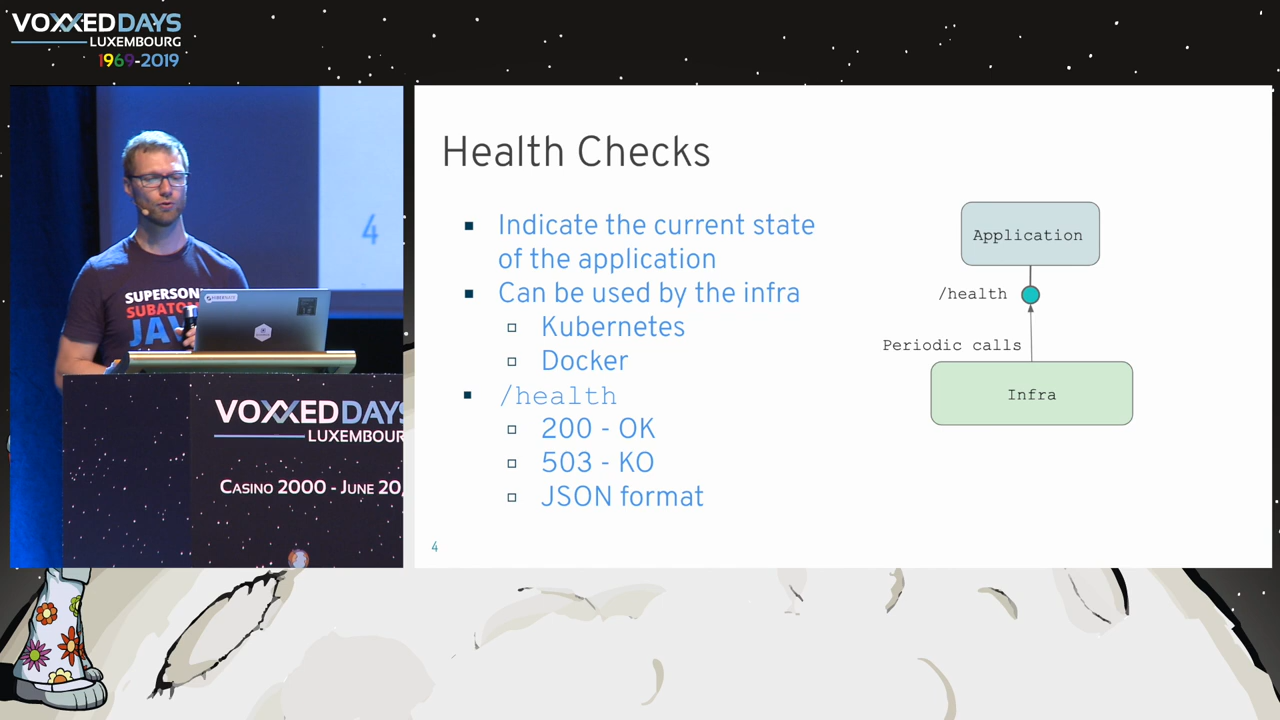 VOXXEDDAYS
LUXEMBOURG
1969-2019
4
SUPERSON
SUBATO
JAV
VOXXEDDAYS
LUXEMBOUR
CASINO 2000 - JUNE 20,
Health Checks
Indicate the current state
of the application
Can be used by the infra
Kubernetes
Docker
/health
200 - OK
503 - KO
JSON format
4
Application
/health
Periodic calls
Infra